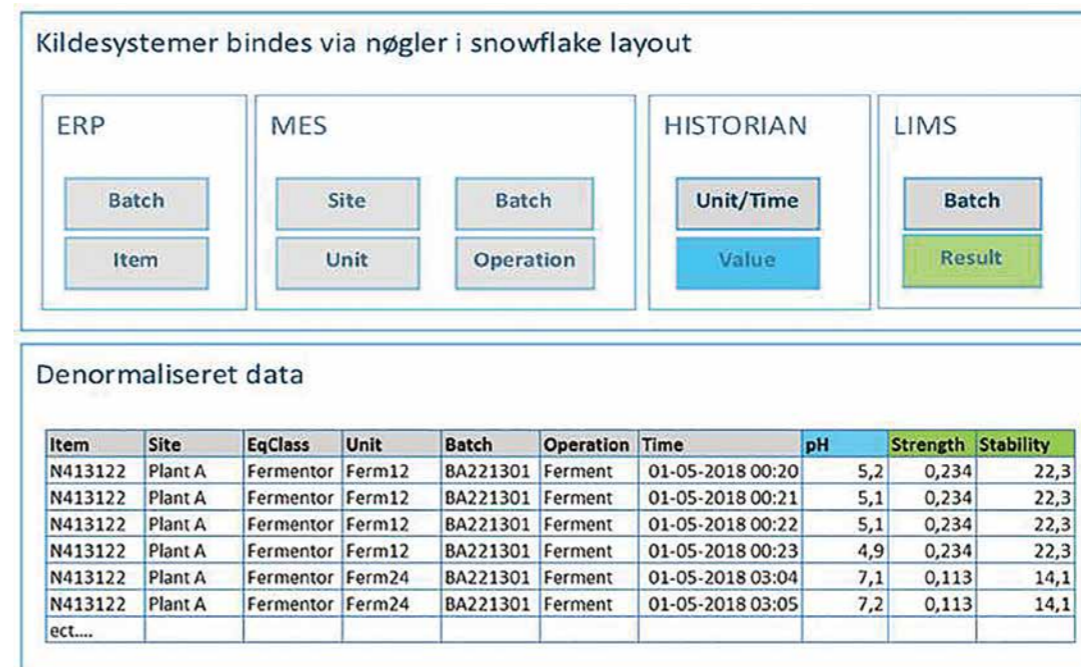 Kildesystemer bindes via nøgler i snowflake layout
ERP MES HISTORIAN LIMS
Batch Site Batch Unit/Time Batch
Item Unit Operation Value Result
Denormaliseret data
Item Site EqClass Unit Batch Operation Time pH Strength Stability
N413122 Plant A Fermentor Ferm12 BA221301 Ferment 01-05-2018 00:20 5,2 0,234 22,3
N413122 Plant A Fermentor Ferm12 BA221301 Ferment 01-05-2018 00:21 5,1 0,234 22,3
N413122 Plant A Fermentor Ferm12 BA221301 Ferment 01-05-2018 00:22 5,1 0,234 22,3
N413122 Plant A Fermentor Ferm12 BA221301 Ferment 01-05-2018 00:23 4,9 0,234 22,3
N413122 Plant A Fermentor Ferm24 BA221301 Ferment 01-05-2018 03:04 7,1 0,113 14,1
N413122 Plant A Fermentor Ferm24 BA221301 Ferment 01-05-2018 03:05 7,2 0,113 14,1
ect....